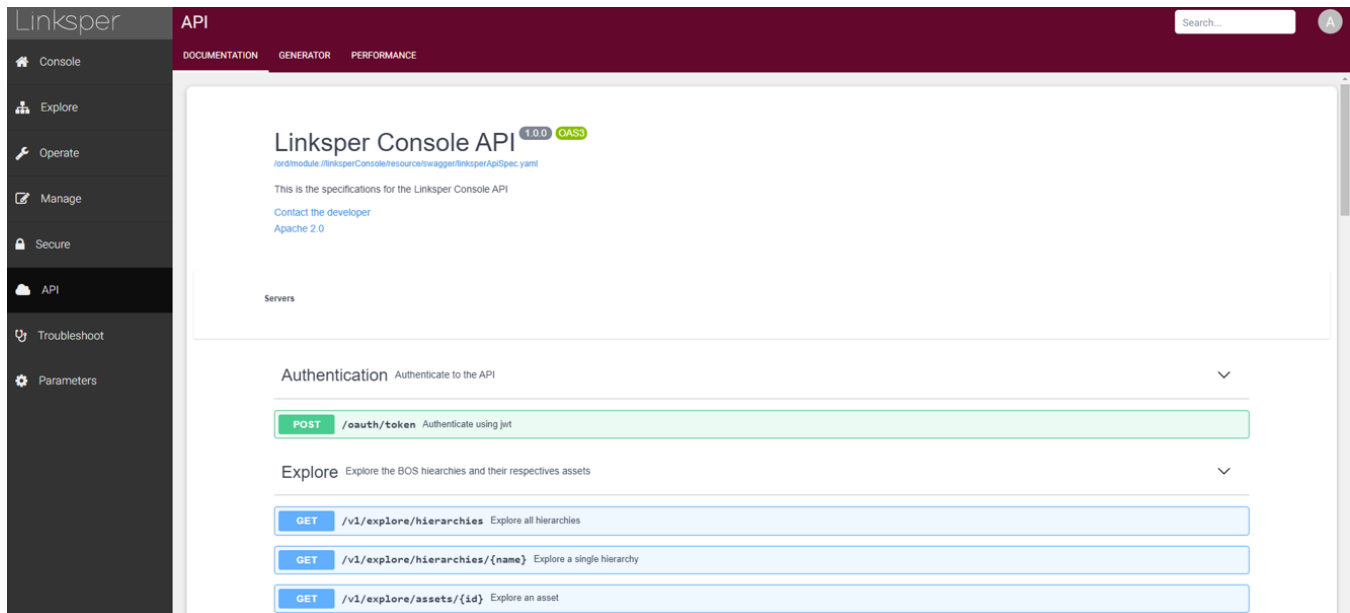 Linksper
API
Search...
A
DOCUMENTATION GENERATOR PERFORMANCE
Console
Explore
Operate
Manage
Secure
API
Troubleshoot
Parameters
Linksper Console API 1.0.0 OAS3
/ord/module://linksperConsole/resource/swagger/linksperApiSpec.yaml
This is the specifications for the Linksper Console API
Contact the developer
Apache 2.0
Servers
Authentication Authenticate to the API
POST /oauth/token Authenticate using jwt
Explore Explore the BOS hiearchies and their respectives assets
GET /v1/explore/hierarchies Explore all hierarchies
GET /v1/explore/hierarchies/{name} Explore a single hierarchy
GET /v1/explore/assets/{id} Explore an asset